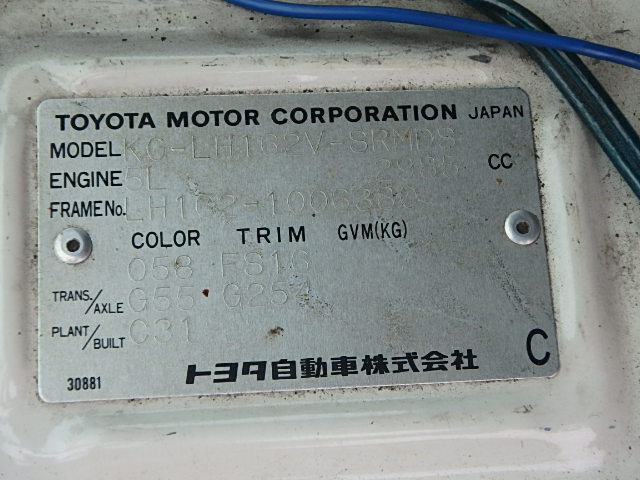 TOYOTA MOTOR CORPORATION JAPAN
MODEL KG-LH162V-SRMDS
ENGINE 5L 2985 CC
FRAME No. LH162-1006380
COLOR TRIM GVM(KG)
058 FS16
TRANS./AXLE G55 G254
PLANT/BUILT C31
30881 トヨタ自動車株式会社 C